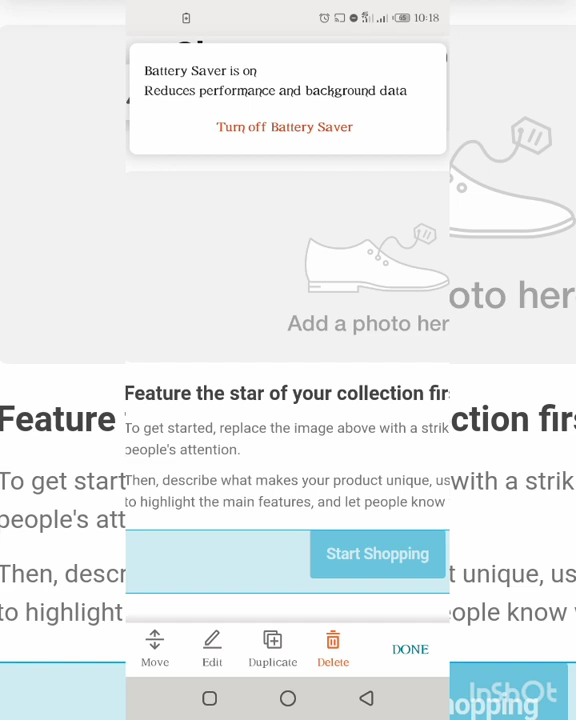 10:18
Battery Saver is on
Reduces performance and background data
Turn off Battery Saver
oto her
Add a photo her
Feature the star of your collection fir
Feature
ction firs
To get started, replace the image above with a strik
people's attention.
To get start
with a strik
people's att
Then, describe what makes your product unique, us
to highlight the main features, and let people know
Then, descr
t unique, us
to highlight
eople know
Start Shopping
Move
Edit
Duplicate
Delete
DONE
opping
InShOt